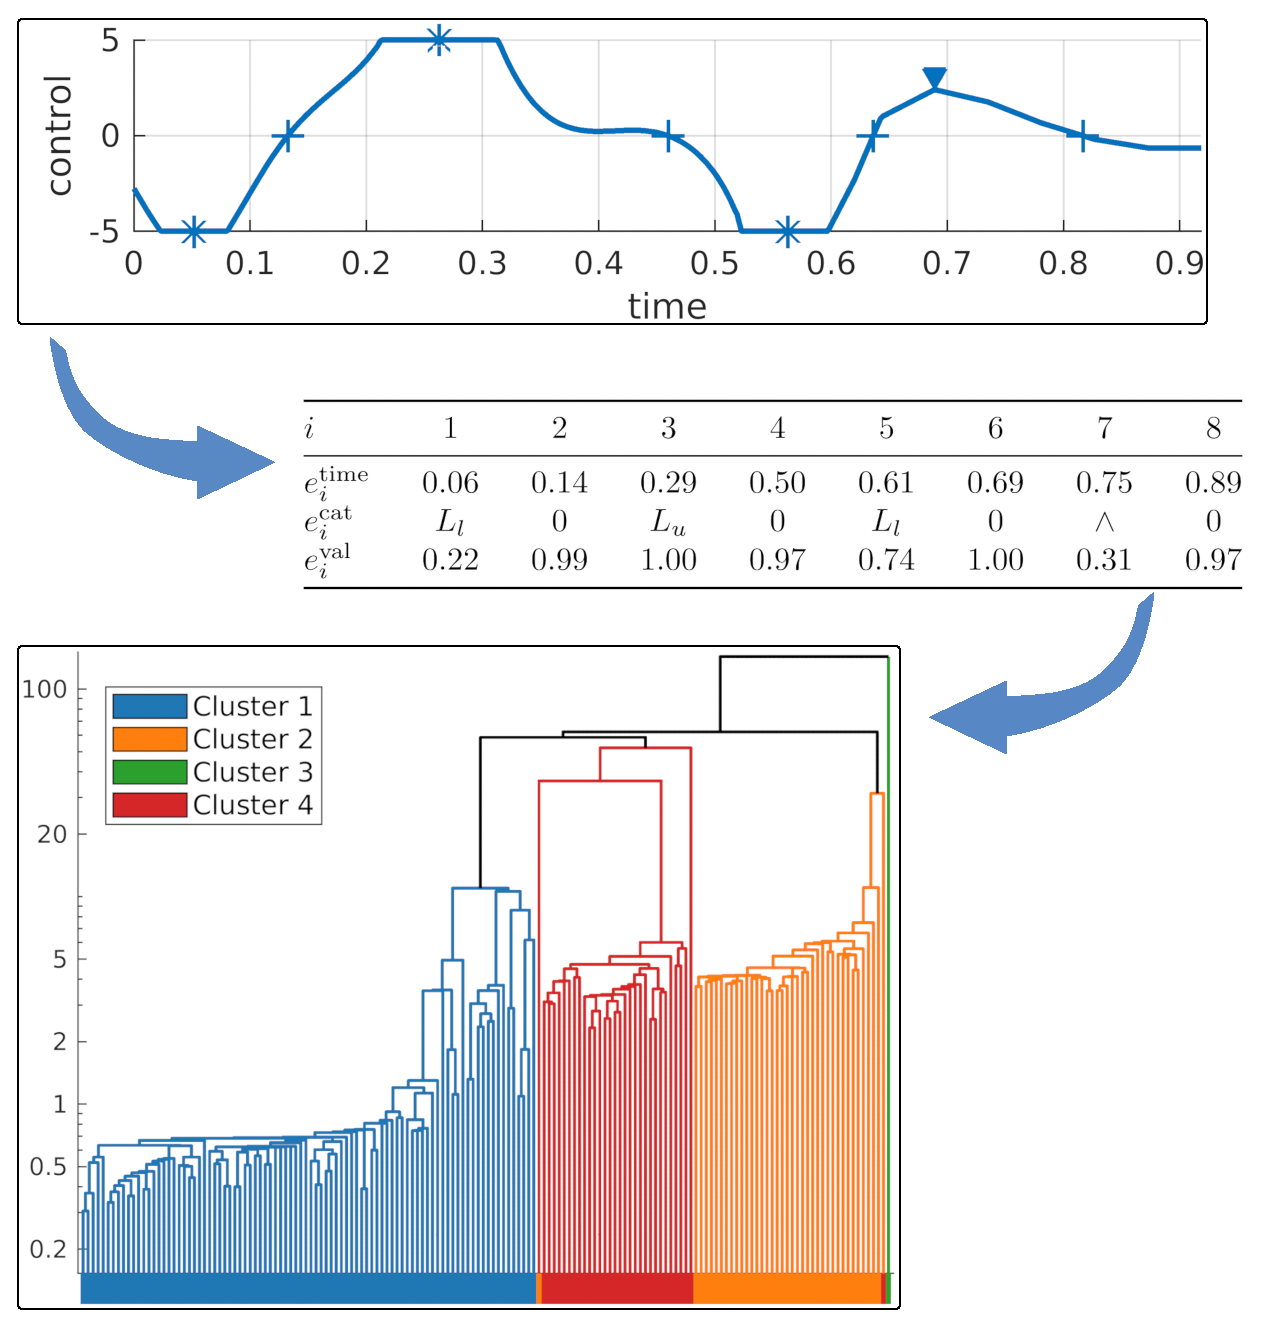 5
0
-5
control
0 0.1 0.2 0.3 0.4 0.5 0.6 0.7 0.8 0.9
time
i 1 2 3 4 5 6 7 8
e_i^time 0.06 0.14 0.29 0.50 0.61 0.69 0.75 0.89
e_i^cat L_l 0 L_u 0 L_l 0 ∧ 0
e_i^val 0.22 0.99 1.00 0.97 0.74 1.00 0.31 0.97
100
20
5
2
1
0.5
0.2
Cluster 1
Cluster 2
Cluster 3
Cluster 4